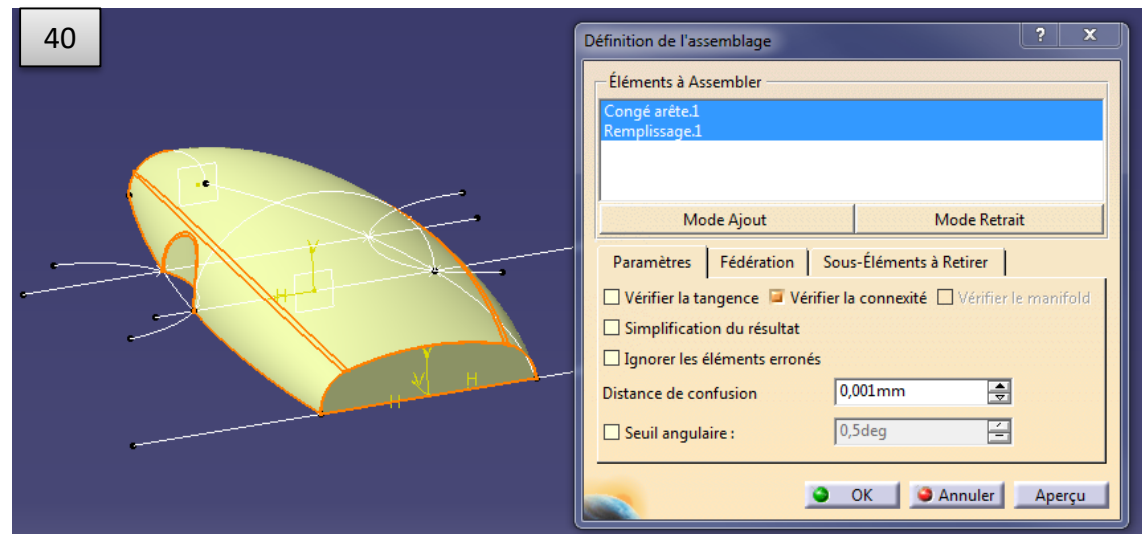 40
Définition de l'assemblage
? X
Éléments à Assembler
Congé arête.1
Remplissage.1
Mode Ajout Mode Retrait
Paramètres Fédération Sous-Éléments à Retirer
Vérifier la tangence Vérifier la connexité Vérifier le manifold
Simplification du résultat
Ignorer les éléments erronés
Distance de confusion 0,001mm
Seuil angulaire : 0,5deg
OK Annuler Aperçu
V
H
V
V H
H